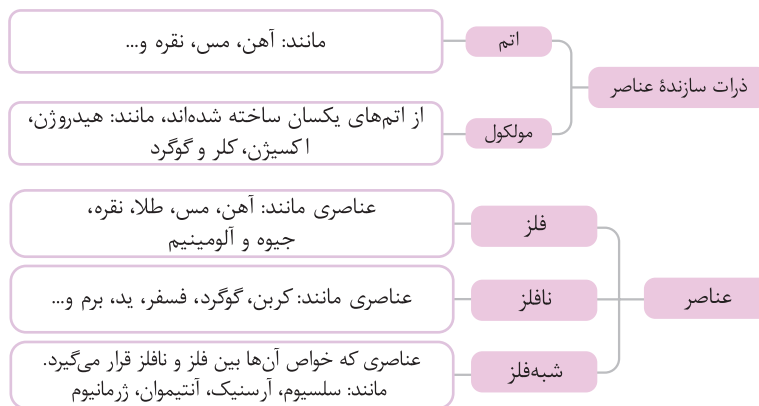 ذرات سازندهٔ عناصر
اتم
مانند: آهن، مس، نقره و...
مولکول
از اتم‌های یکسان ساخته شده‌اند، مانند: هیدروژن،
اکسیژن، کلر و گوگرد
عناصر
فلز
عناصری مانند: آهن، مس، طلا، نقره،
جیوه و آلومینیم
نافلز
عناصری مانند: کربن، گوگرد، فسفر، ید، برم و...
شبه‌فلز
عناصری که خواص آن‌ها بین فلز و نافلز قرار می‌گیرد.
مانند: سلسیوم، آرسنیک، آنتیموان، ژرمانیوم